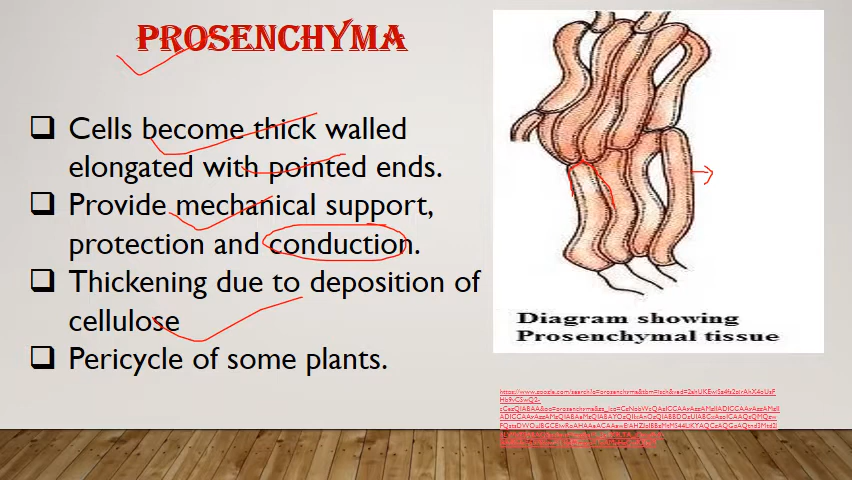 PROSENCHYMA
❑ Cells become thick walled
elongated with pointed ends.
❑ Provide mechanical support,
protection and conduction.
❑ Thickening due to deposition of
cellulose
❑ Pericycle of some plants.
Diagram showing
Prosenchymal tissue